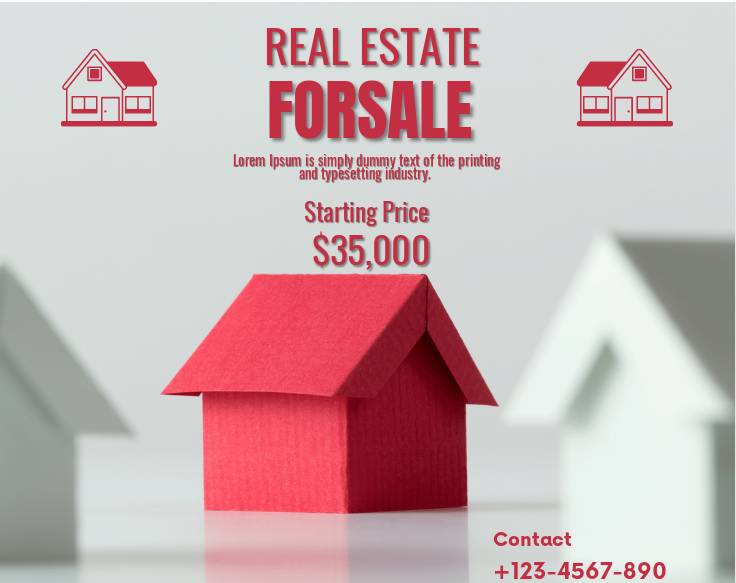 REAL ESTATE
FORSALE
Lorem Ipsum is simply dummy text of the printing
and typesetting industry.
Starting Price
$35,000
Contact
+123-4567-890